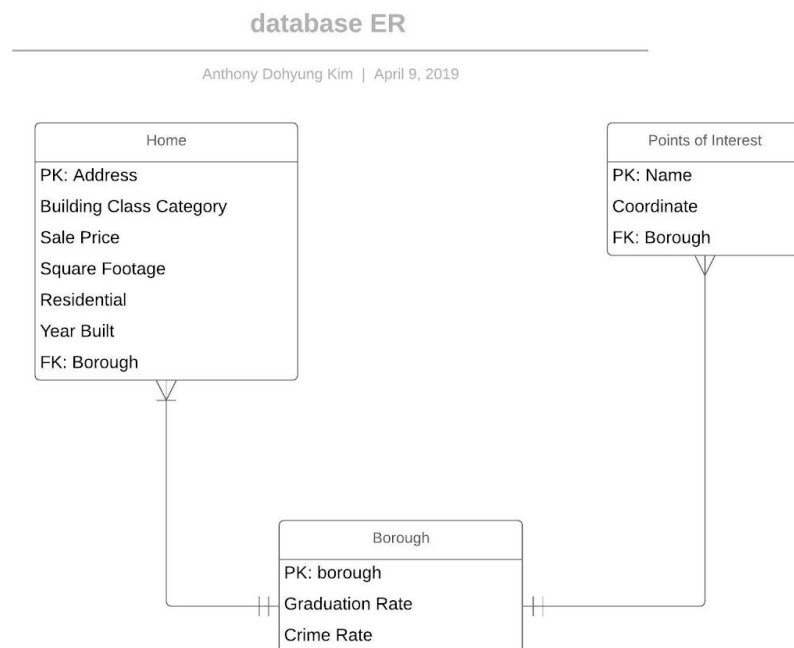 database ER
Anthony Dohyung Kim | April 9, 2019
Home
PK: Address
Building Class Category
Sale Price
Square Footage
Residential
Year Built
FK: Borough
Points of Interest
PK: Name
Coordinate
FK: Borough
Borough
PK: borough
Graduation Rate
Crime Rate